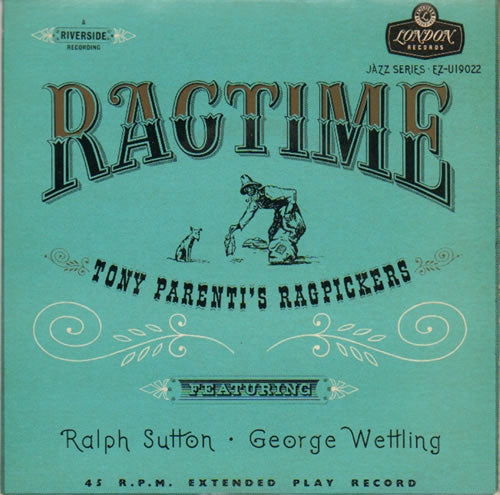 A
RIVERSIDE
RECORDING
LONDON
RECORDS
JAZZ SERIES · EZ-U19022
RAGTIME
TONY PARENTI'S RAGPICKERS
FEATURING
Ralph Sutton · George Wettling
45 R.P.M. EXTENDED PLAY RECORD